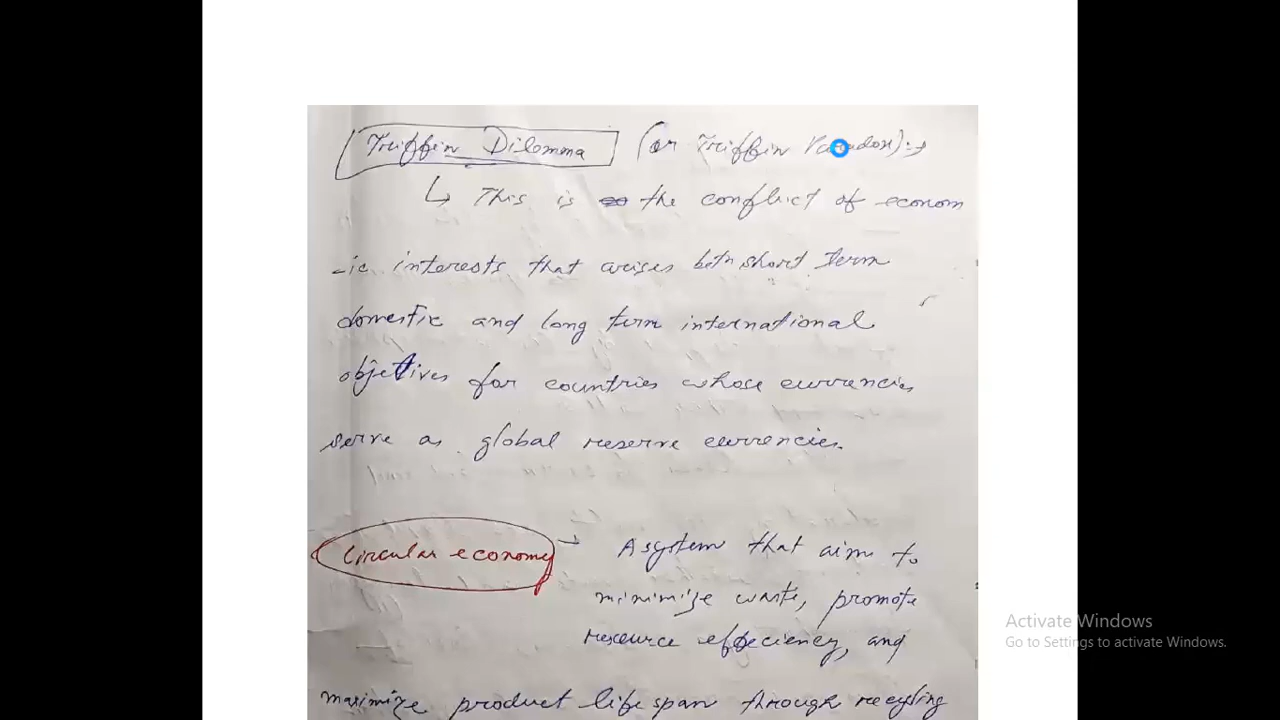 Triffin Dilemma (or Triffin Paradox):→
↳ This is the conflict of econom
-ic interests that arises betn short term
domestic and long term international
objetives for countries whose currencies
serve as global reserve currencies.
Circular economy → A system that aim to
minimize waste, promote
resource effeciency, and
maximize product life span through recycling
Activate Windows
Go to Settings to activate Windows.